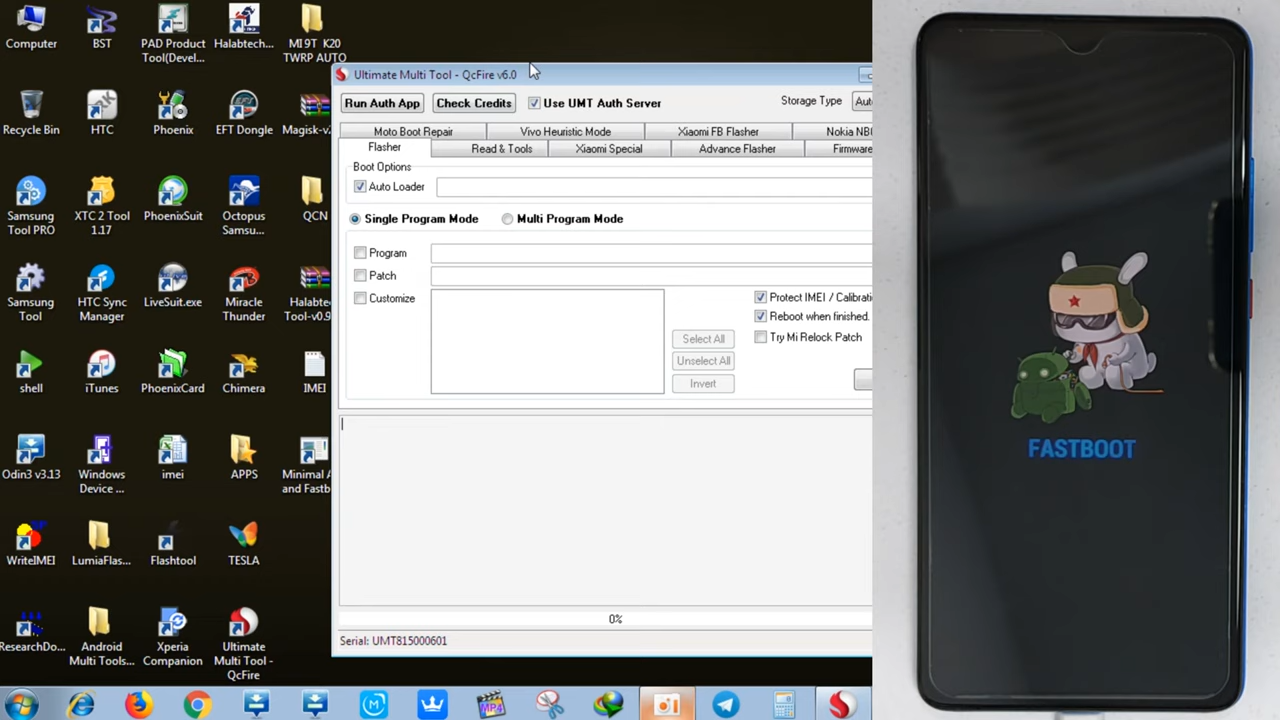 Computer
BST
PAD Product
Tool(Devel...
Halabtech...
MI 9T K20
TWRP AUTO
Recycle Bin
HTC
Phoenix
EFT Dongle
Magisk-v2
Samsung
Tool PRO
XTC 2 Tool
1.17
PhoenixSuit
Octopus
Samsu...
QCN
Samsung
Tool
HTC Sync
Manager
LiveSuit.exe
Miracle
Thunder
Halabte
Tool-v0.9
shell
iTunes
PhoenixCard
Chimera
IMEI
Odin3 v3.13
Windows
Device ...
imei
APPS
Minimal A
and Fastb
WriteIMEI
LumiaFlas...
Flashtool
TESLA
ResearchDo...
Android
Multi Tools...
Xperia
Companion
Ultimate
Multi Tool -
QcFire
MP4
Ultimate Multi Tool - QcFire v6.0
Run Auth App
Check Credits
Use UMT Auth Server
Storage Type
Aut
Moto Boot Repair
Vivo Heuristic Mode
Xiaomi FB Flasher
Nokia NB
Flasher
Read & Tools
Xiaomi Special
Advance Flasher
Firmware
Boot Options
Auto Loader
Single Program Mode
Multi Program Mode
Program
Patch
Customize
Protect IMEI / Calibrati
Reboot when finished.
Try Mi Relock Patch
Select All
Unselect All
Invert
0%
Serial: UMT815000601
FASTBOOT